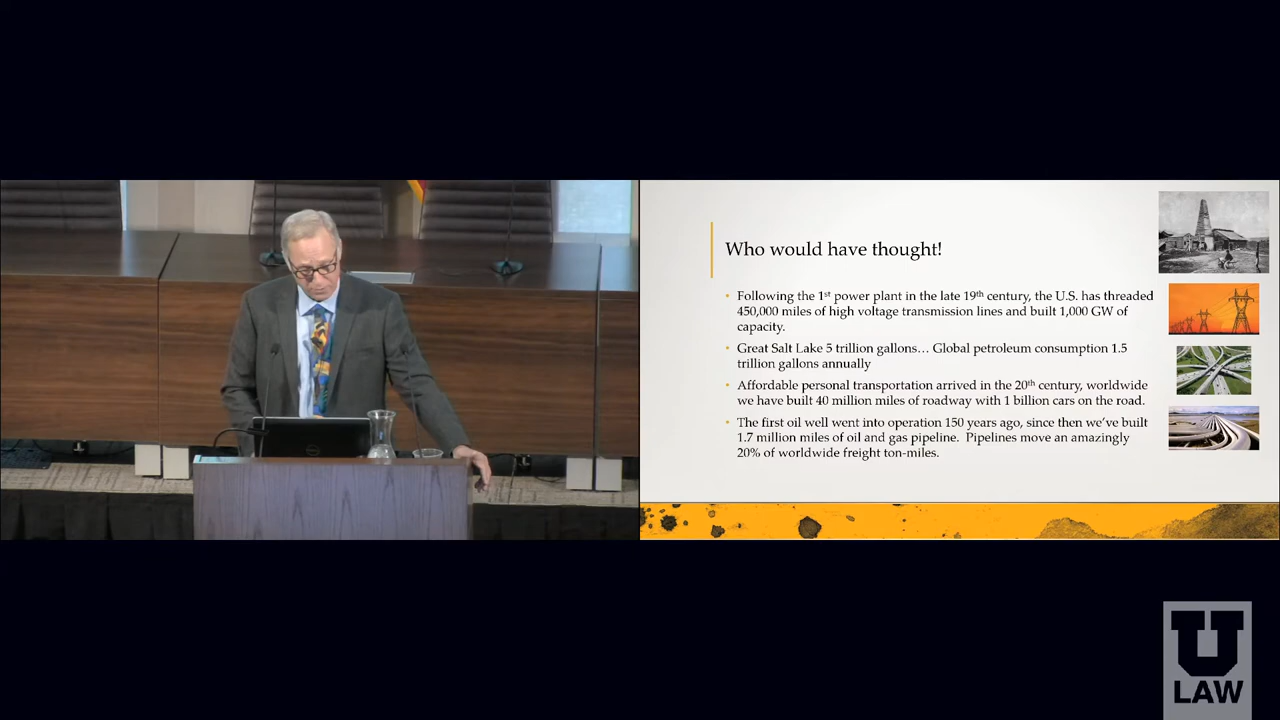 Who would have thought!
• Following the 1st power plant in the late 19th century, the U.S. has threaded
450,000 miles of high voltage transmission lines and built 1,000 GW of
capacity.
• Great Salt Lake 5 trillion gallons… Global petroleum consumption 1.5
trillion gallons annually
• Affordable personal transportation arrived in the 20th century, worldwide
we have built 40 million miles of roadway with 1 billion cars on the road.
• The first oil well went into operation 150 years ago, since then we've built
1.7 million miles of oil and gas pipeline.  Pipelines move an amazingly
20% of worldwide freight ton-miles.
U
LAW